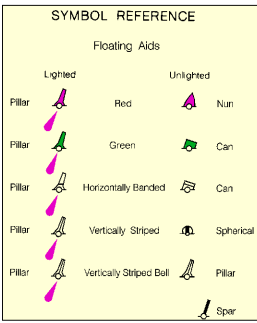 SYMBOL REFERENCE
Floating Aids
Lighted Unlighted
Pillar Red Nun
Pillar Green Can
Pillar Horizontally Banded Can
Pillar Vertically Striped Spherical
Pillar Vertically Striped Bell Pillar
Spar